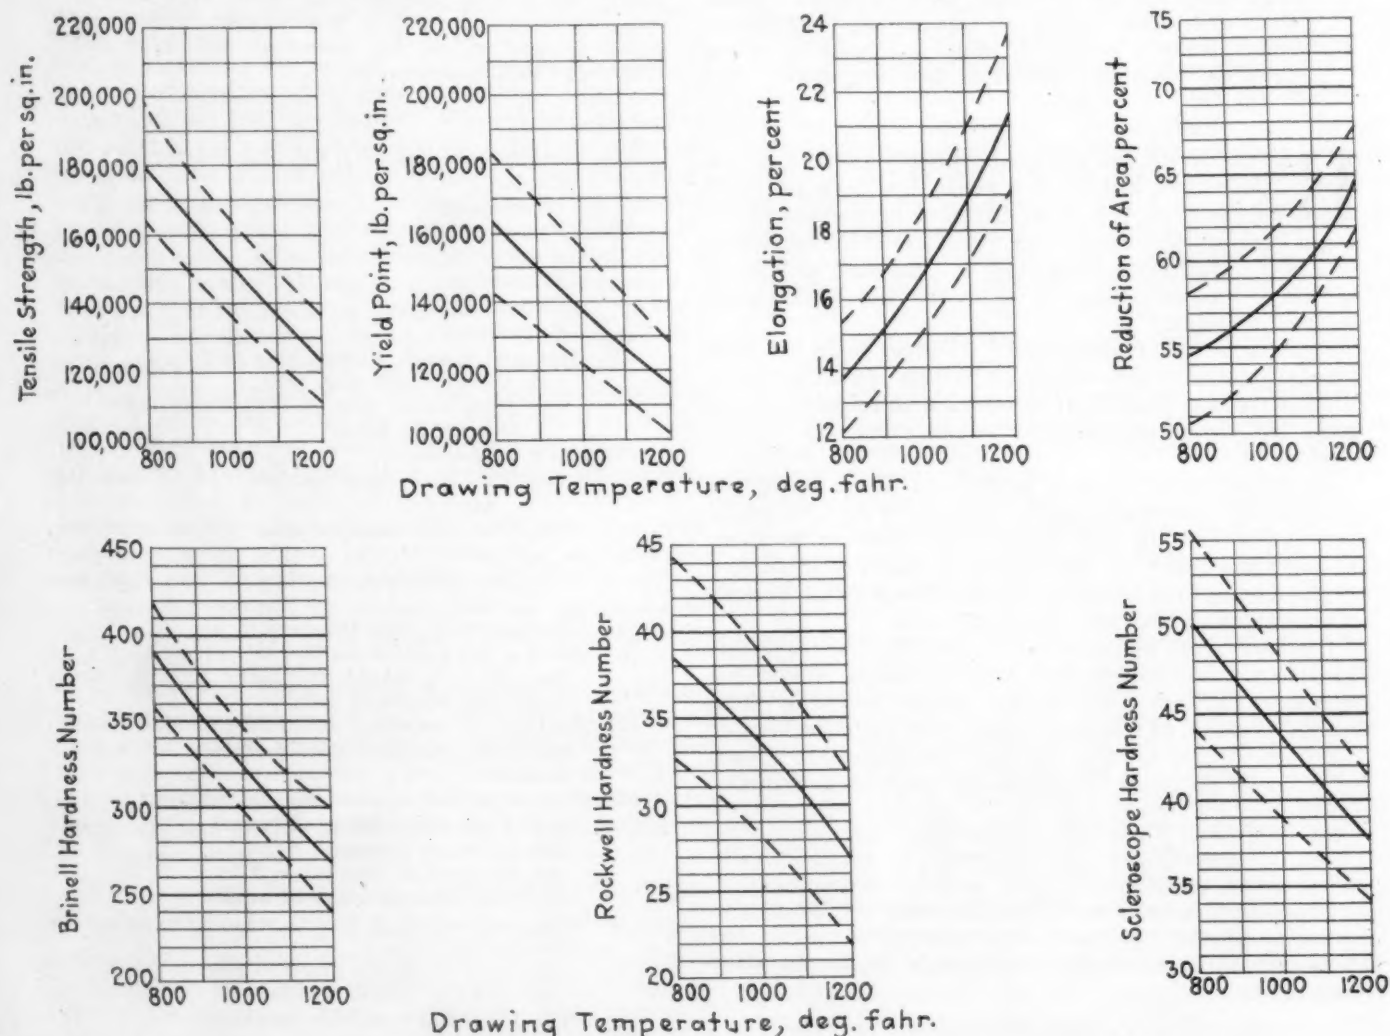 Tensile Strength, lb. per sq. in.
220,000
200,000
180,000
160,000
140,000
120,000
100,000
800 1000 1200
Yield Point, lb. per sq. in.
220,000
200,000
180,000
160,000
140,000
120,000
100,000
800 1000 1200
Elongation, per cent
24
22
20
18
16
14
12
800 1000 1200
Reduction of Area, per cent
75
70
65
60
55
50
800 1000 1200
Drawing Temperature, deg. fahr.
Brinell Hardness Number
450
400
350
300
250
200
800 1000 1200
Rockwell Hardness Number
45
40
35
30
25
20
800 1000 1200
Scleroscope Hardness Number
55
50
45
40
35
30
800 1000 1200
Drawing Temperature, deg. fahr.